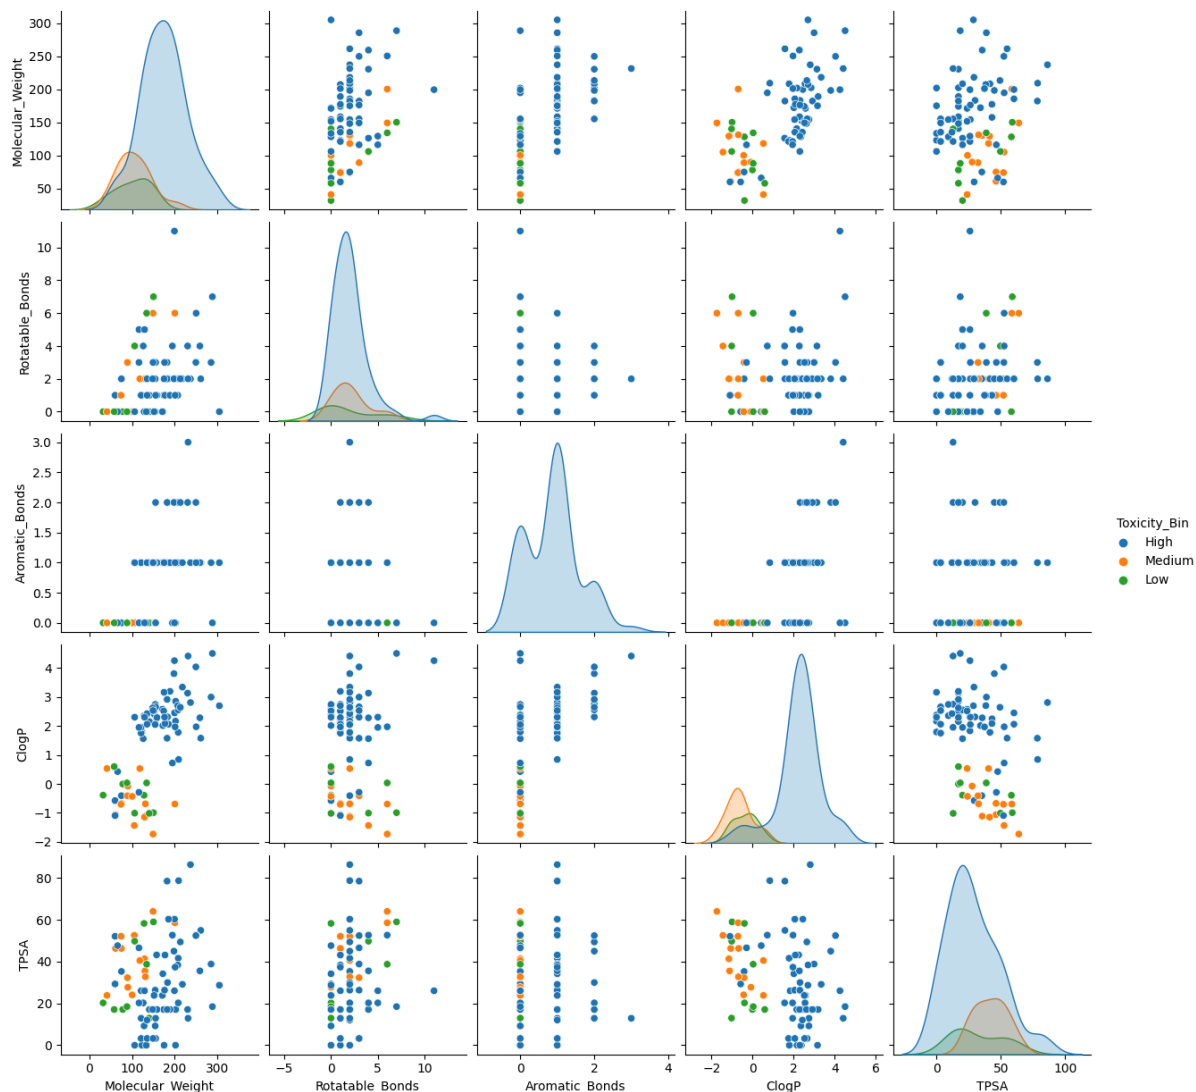 300
250
200
150
100
50
Molecular_Weight
10
8
6
4
2
0
Rotatable_Bonds
3.0
2.5
2.0
1.5
1.0
0.5
0.0
Aromatic_Bonds
Toxicity_Bin
High
Medium
Low
5
4
3
2
1
0
−1
−2
ClogP
80
60
40
20
0
TPSA
0 100 200 300
−5 0 5 10
0 2 4
−2 0 2 4 6
0 50 100
Molecular_Weight
Rotatable_Bonds
Aromatic_Bonds
ClogP
TPSA